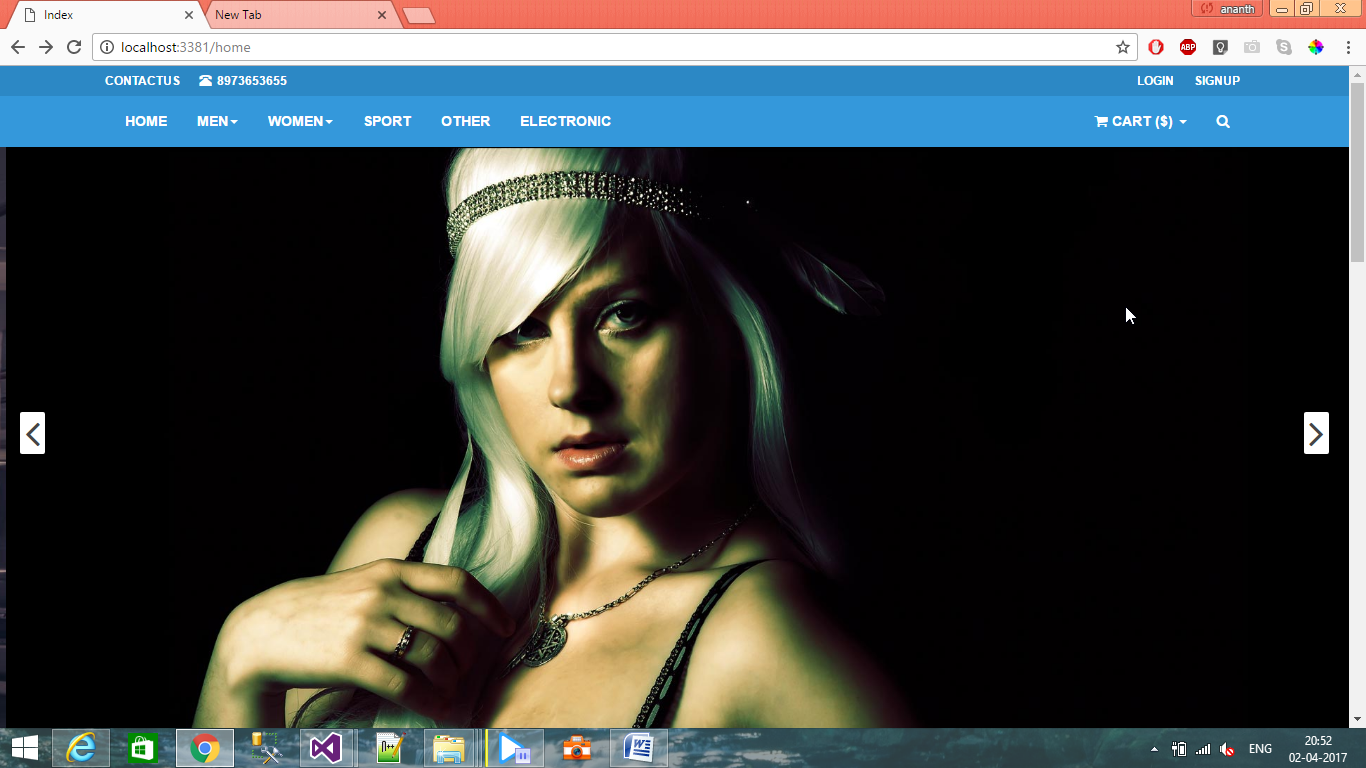 Index
New Tab
ananth
localhost:3381/home
ABP
CONTACTUS 8973653655
LOGIN SIGNUP
HOME MEN WOMEN SPORT OTHER ELECTRONIC
CART ($)
ENG
20:52
02-04-2017